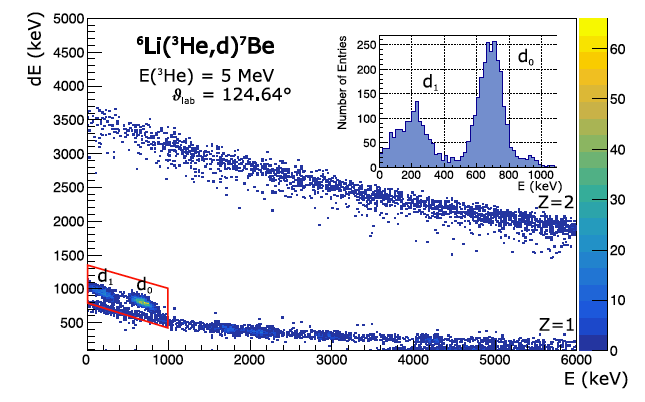 ⁶Li(³He,d)⁷Be
E(³He) = 5 MeV
ϑlab = 124.64°
dE (keV)
5000
4500
4000
3500
3000
2500
2000
1500
1000
500
0
1000
2000
3000
4000
5000
6000
E (keV)
d₁
d₀
Z=2
Z=1
Number of Entries
250
200
150
100
50
0
0
200
400
600
800
1000
E (keV)
d₁
d₀
60
50
40
30
20
10
0